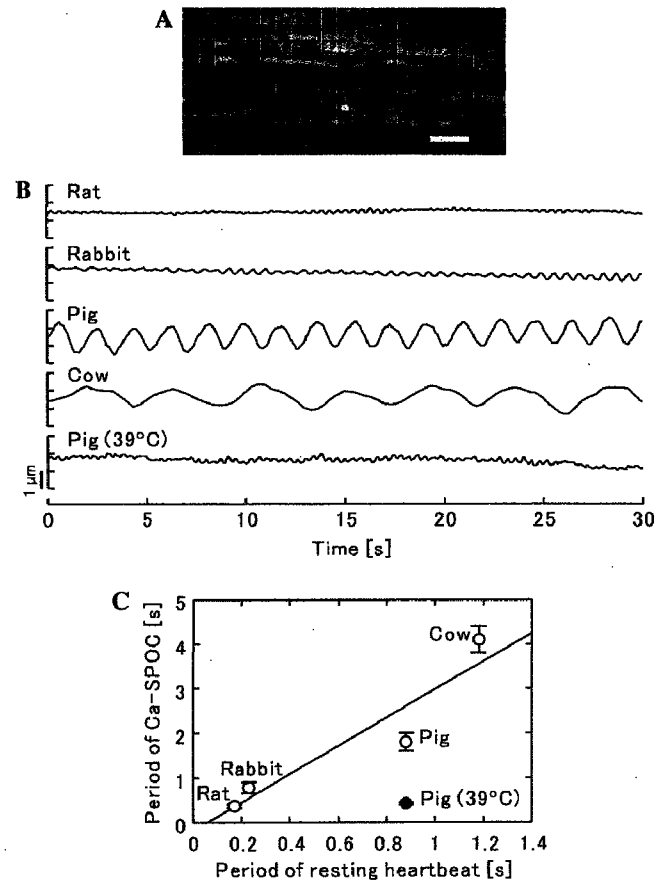 A
B
Rat
Rabbit
Pig
Cow
Pig (39°C)
1 µm
0 5 10 15 20 25 30
Time [s]
C
5
4
3
2
1
0
Period of Ca-SPOC [s]
Cow
Pig
Rabbit
Rat
Pig (39°C)
0 0.2 0.4 0.6 0.8 1 1.2 1.4
Period of resting heartbeat [s]